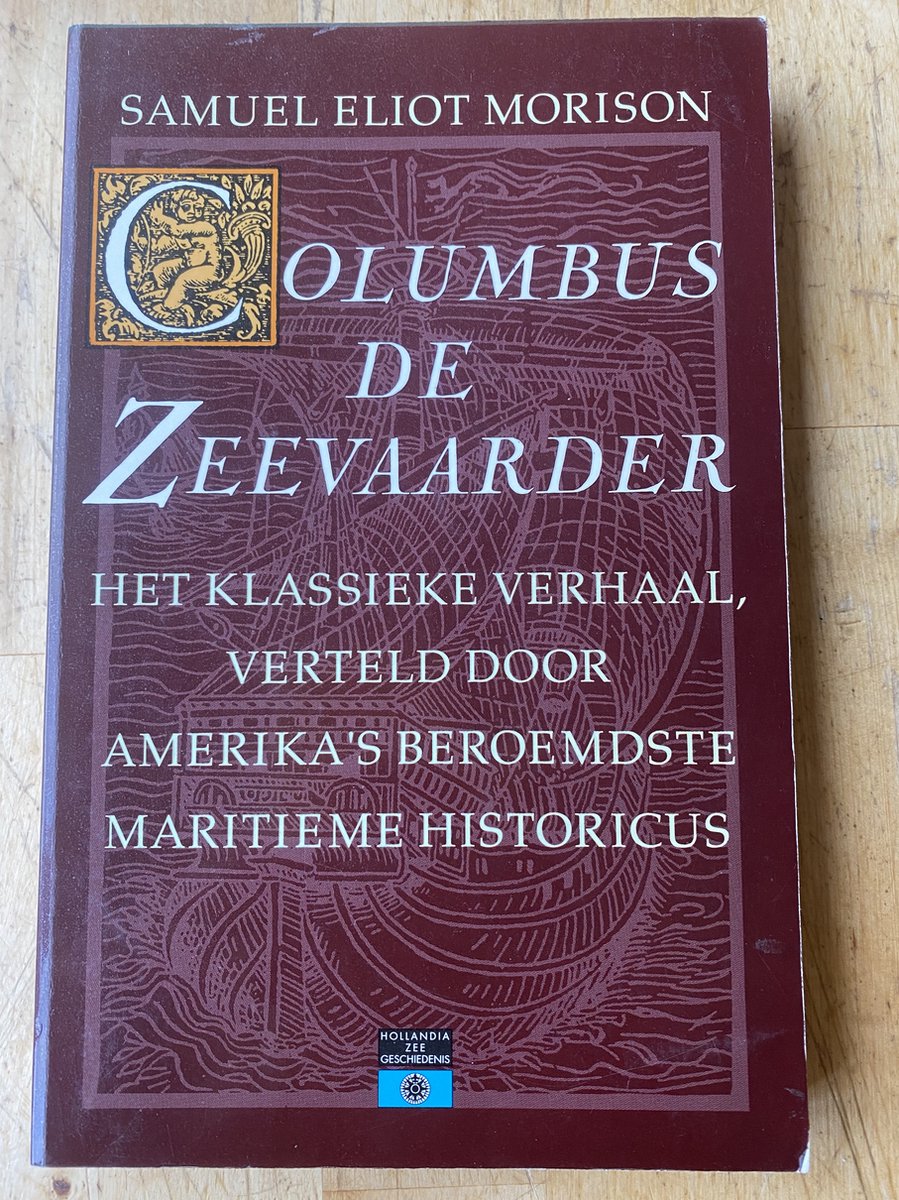 SAMUEL ELIOT MORISON
COLUMBUS
DE
ZEEVAARDER
HET KLASSIEKE VERHAAL,
VERTELD DOOR
AMERIKA'S BEROEMDSTE
MARITIEME HISTORICUS
HOLLANDIA
ZEE
GESCHIEDENIS